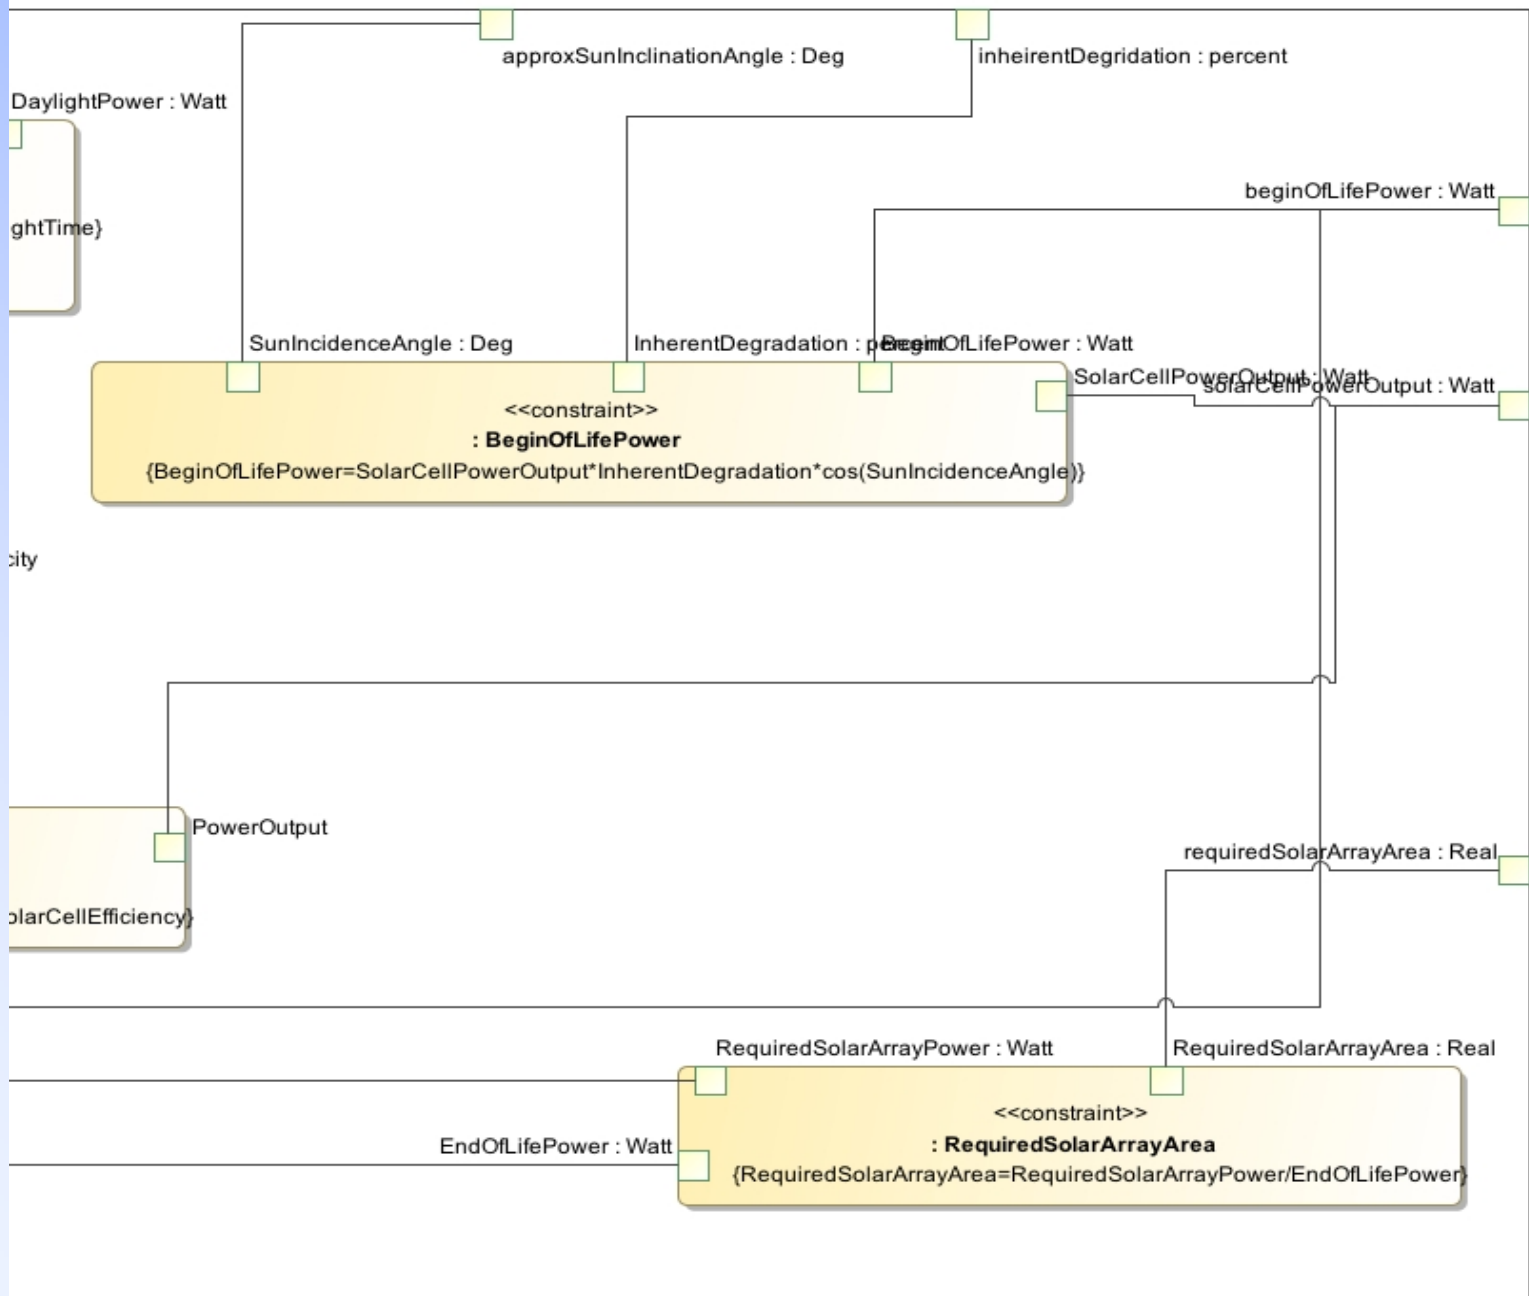 approxSunInclinationAngle : Deg
inheirentDegridation : percent
DaylightPower : Watt
beginOfLifePower : Watt
ghtTime}
SunIncidenceAngle : Deg
InherentDegradation : percent
BeginOfLifePower : Watt
SolarCellPowerOutput : Watt
solarCellPowerOutput : Watt
<<constraint>>
: BeginOfLifePower
{BeginOfLifePower=SolarCellPowerOutput*InherentDegradation*cos(SunIncidenceAngle)}
city
PowerOutput
requiredSolarArrayArea : Real
olarCellEfficiency}
RequiredSolarArrayPower : Watt
RequiredSolarArrayArea : Real
<<constraint>>
EndOfLifePower : Watt
: RequiredSolarArrayArea
{RequiredSolarArrayArea=RequiredSolarArrayPower/EndOfLifePower}